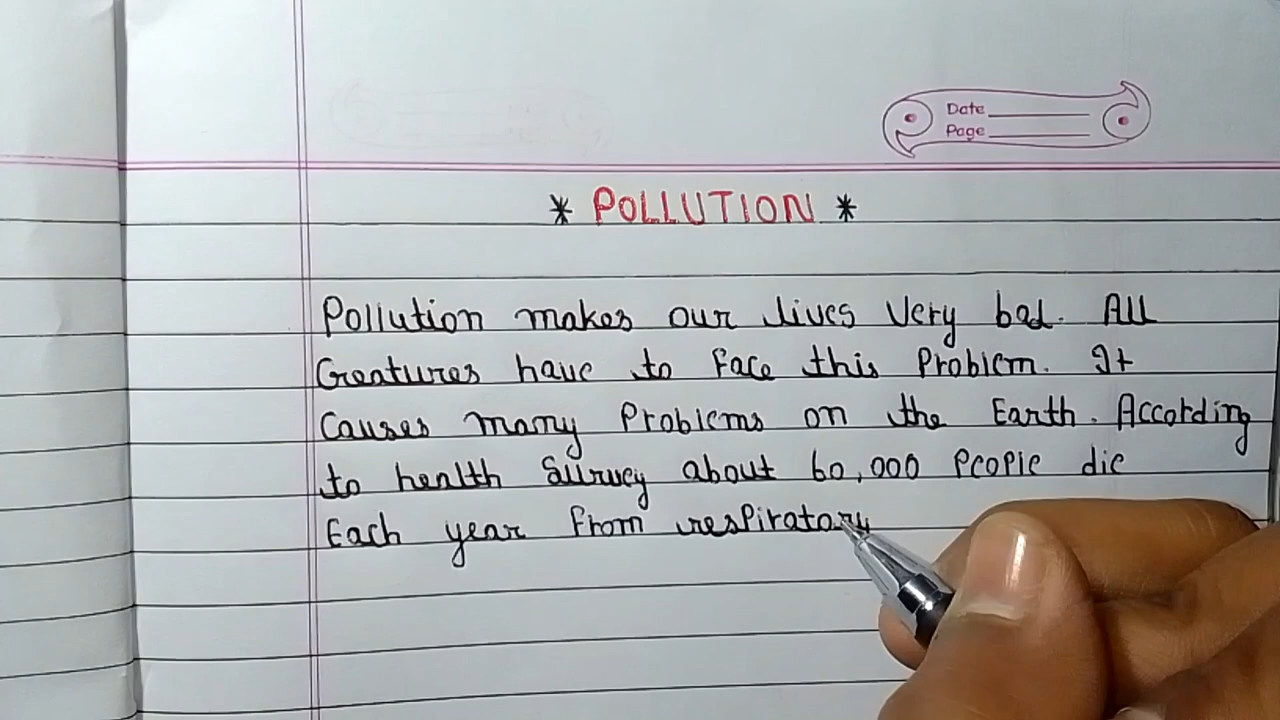 Date
Page
* POLLUTION *
Pollution makes our lives Very bad. All
Creatures have to Face this Problem. It
Causes many Problems on the Earth. According
to health Survey about 60,000 People die
Each year From respiratory